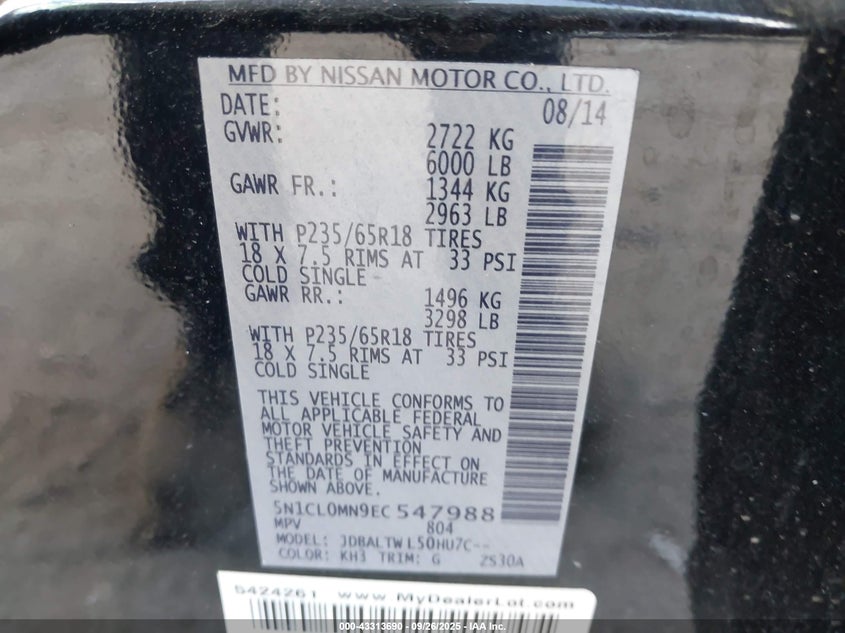 MFD BY NISSAN MOTOR CO., LTD.
DATE: 08/14
GVWR: 2722 KG
6000 LB
GAWR FR.: 1344 KG
2963 LB
WITH P235/65R18 TIRES
18 X 7.5 RIMS AT 33 PSI
COLD SINGLE
GAWR RR.: 1496 KG
3298 LB
WITH P235/65R18 TIRES
18 X 7.5 RIMS AT 33 PSI
COLD SINGLE
THIS VEHICLE CONFORMS TO
ALL APPLICABLE FEDERAL
MOTOR VEHICLE SAFETY AND
THEFT PREVENTION
STANDARDS IN EFFECT ON
THE DATE OF MANUFACTURE
SHOWN ABOVE.
5N1CL0MN9EC547988
MPV 804
MODEL: JDBALTWL50HU7C--
COLOR: KH3 TRIM: G 2S30A
5424261 www.MyDealerLot.com
000-43313690 - 09/26/2025 - IAA Inc.